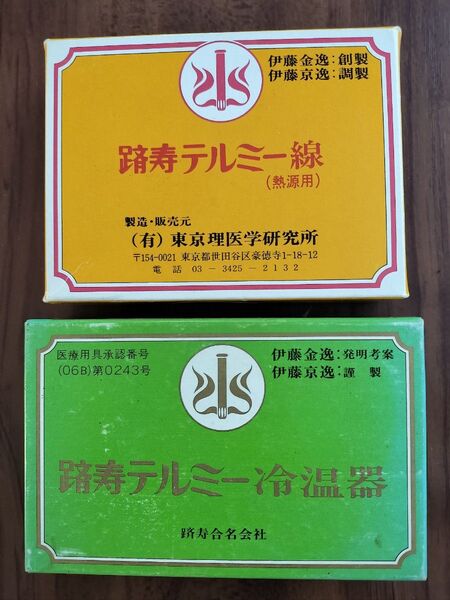 伊藤金逸:創製
伊藤京逸:調製
躋寿テルミー線
(熱源用)
製造・販売元
(有)東京理医学研究所
〒154-0021 東京都世田谷区豪徳寺1-18-12
電話 03-3425-2132
医療用具承認番号
(06B)第0243号
伊藤金逸:発明考案
伊藤京逸:謹製
躋寿テルミー冷温器
躋寿合名会社